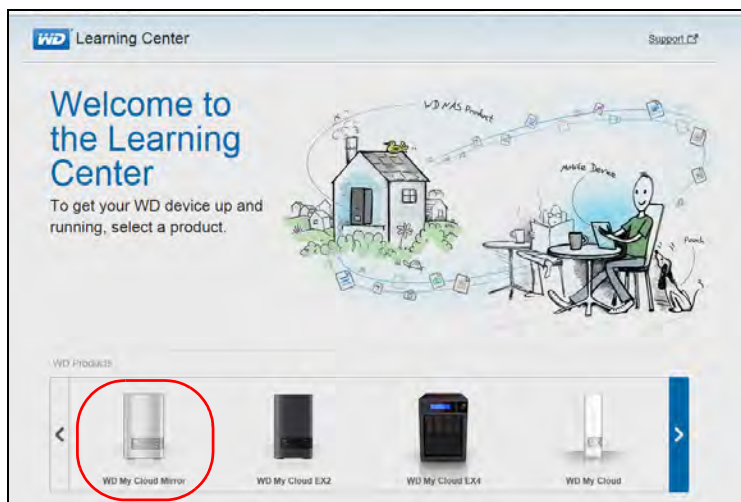 WD Learning Center
Support
Welcome to
the Learning
Center
To get your WD device up and
running, select a product.
WD NAS Product
Mobile Device
Pooch
WD Products
WD My Cloud Mirror
WD My Cloud EX2
WD My Cloud EX4
WD My Cloud